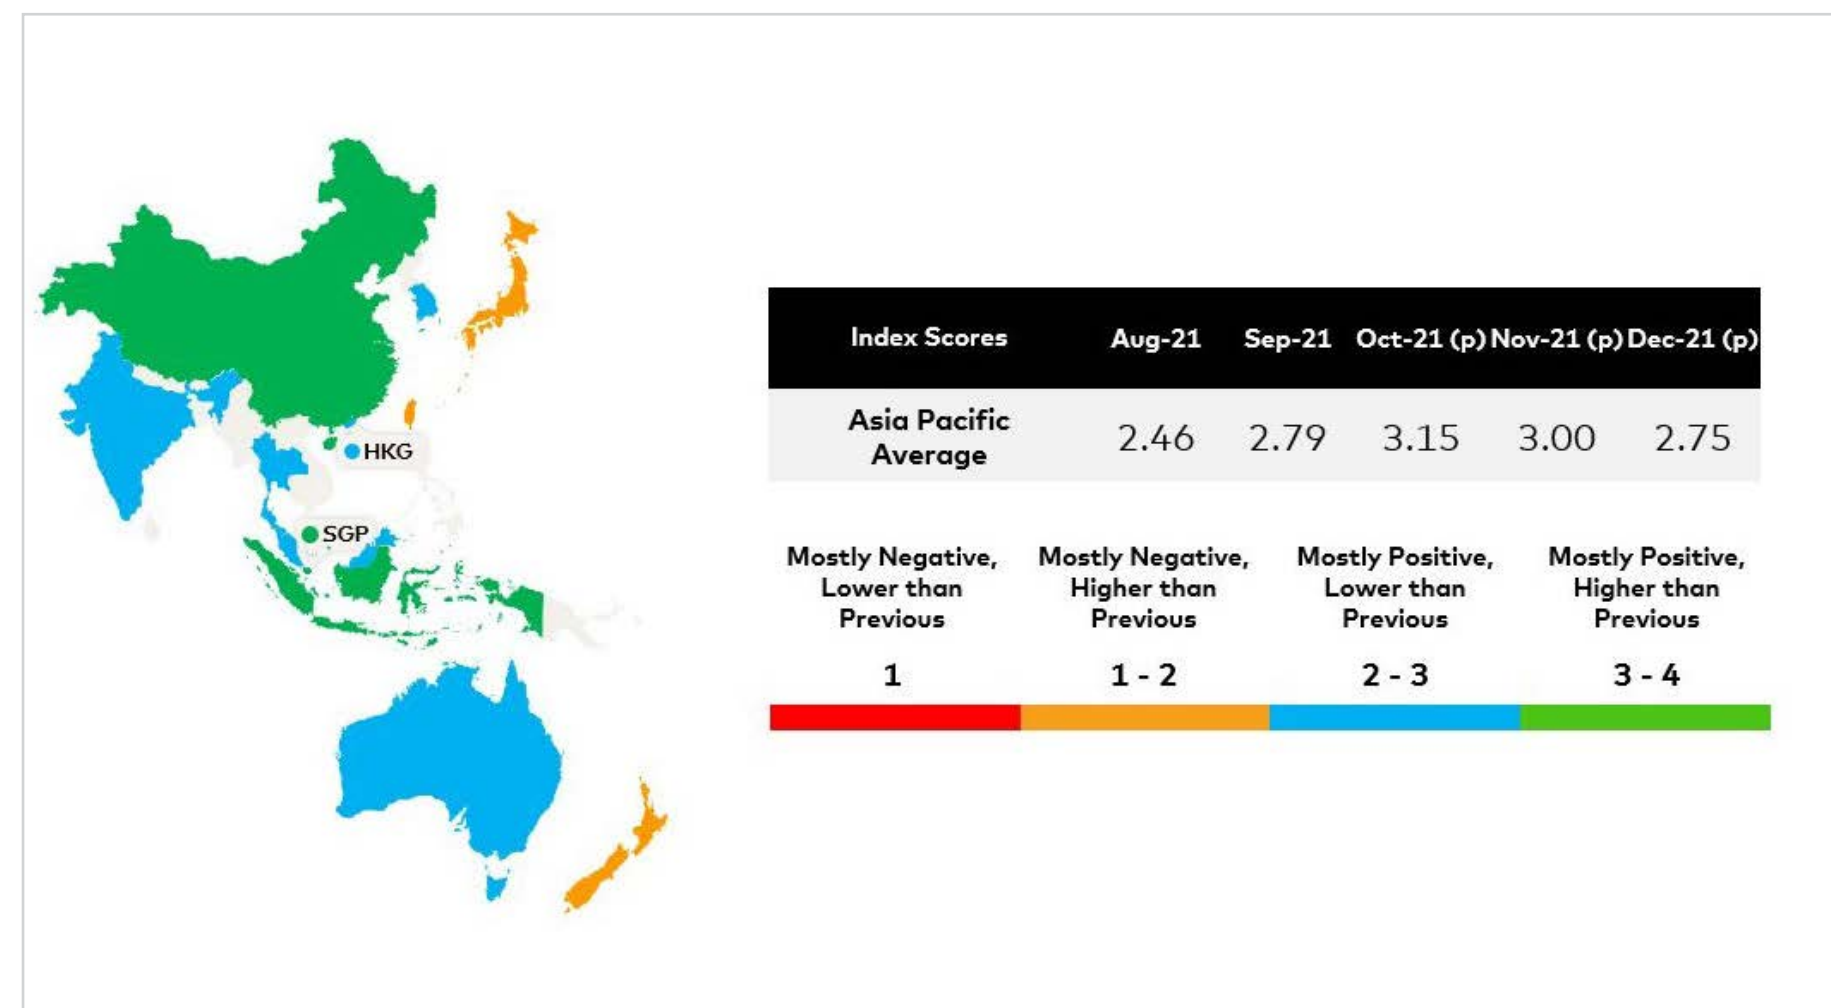 HKG
SGP
Index Scores Aug-21 Sep-21 Oct-21 (p) Nov-21 (p) Dec-21 (p)
Asia Pacific
Average 2.46 2.79 3.15 3.00 2.75
Mostly Negative,
Lower than
Previous
1
Mostly Negative,
Higher than
Previous
1 - 2
Mostly Positive,
Lower than
Previous
2 - 3
Mostly Positive,
Higher than
Previous
3 - 4